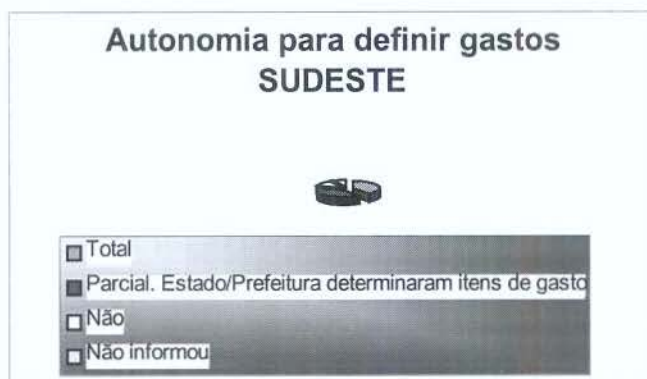 Autonomia para definir gastos
SUDESTE
Total
Parcial. Estado/Prefeitura determinaram itens de gasto
Não
Não informou